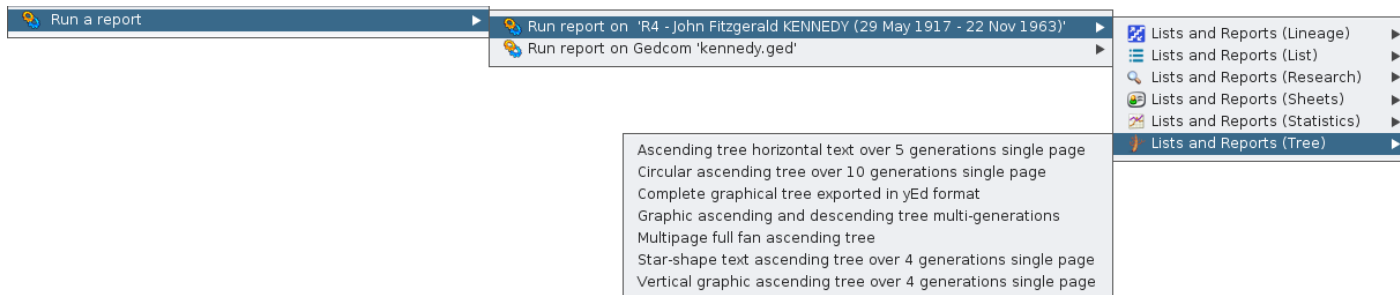 Run a report
Run report on  'R4 - John Fitzgerald KENNEDY (29 May 1917 - 22 Nov 1963)'
Run report on Gedcom 'kennedy.ged'
Lists and Reports (Lineage)
Lists and Reports (List)
Lists and Reports (Research)
Lists and Reports (Sheets)
Lists and Reports (Statistics)
Lists and Reports (Tree)
Ascending tree horizontal text over 5 generations single page
Circular ascending tree over 10 generations single page
Complete graphical tree exported in yEd format
Graphic ascending and descending tree multi-generations
Multipage full fan ascending tree
Star-shape text ascending tree over 4 generations single page
Vertical graphic ascending tree over 4 generations single page